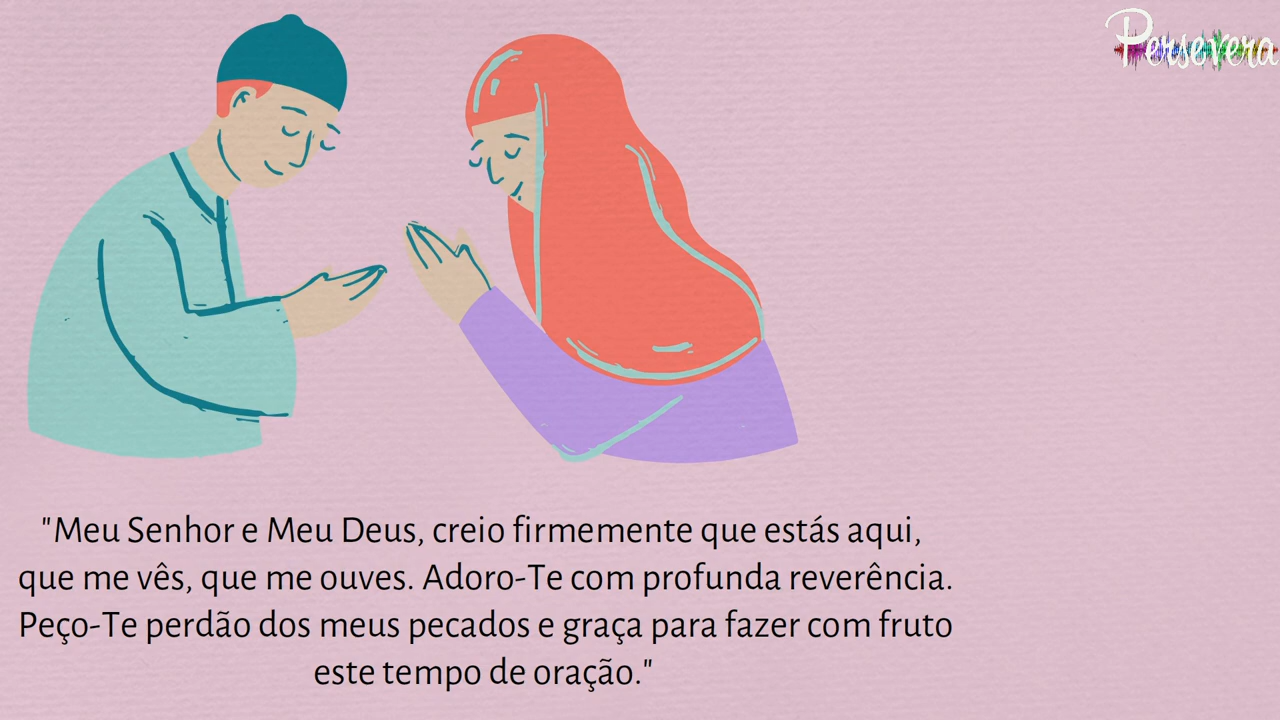 Persevera
"Meu Senhor e Meu Deus, creio firmemente que estás aqui,
que me vês, que me ouves. Adoro-Te com profunda reverência.
Peço-Te perdão dos meus pecados e graça para fazer com fruto
este tempo de oração."